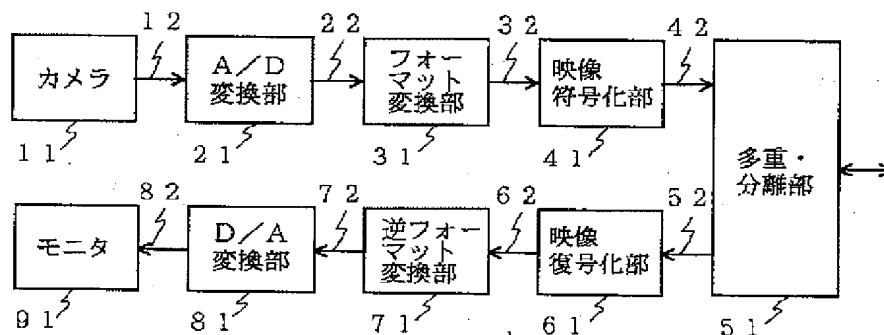 12
22
32
42
カメラ
A/D
変換部
フォー
マット
変換部
映像
符号化部
11
21
31
41
多重・
分離部
82
72
62
52
モニタ
D/A
変換部
逆フォー
マット
変換部
映像
復号化部
91
81
71
61
51